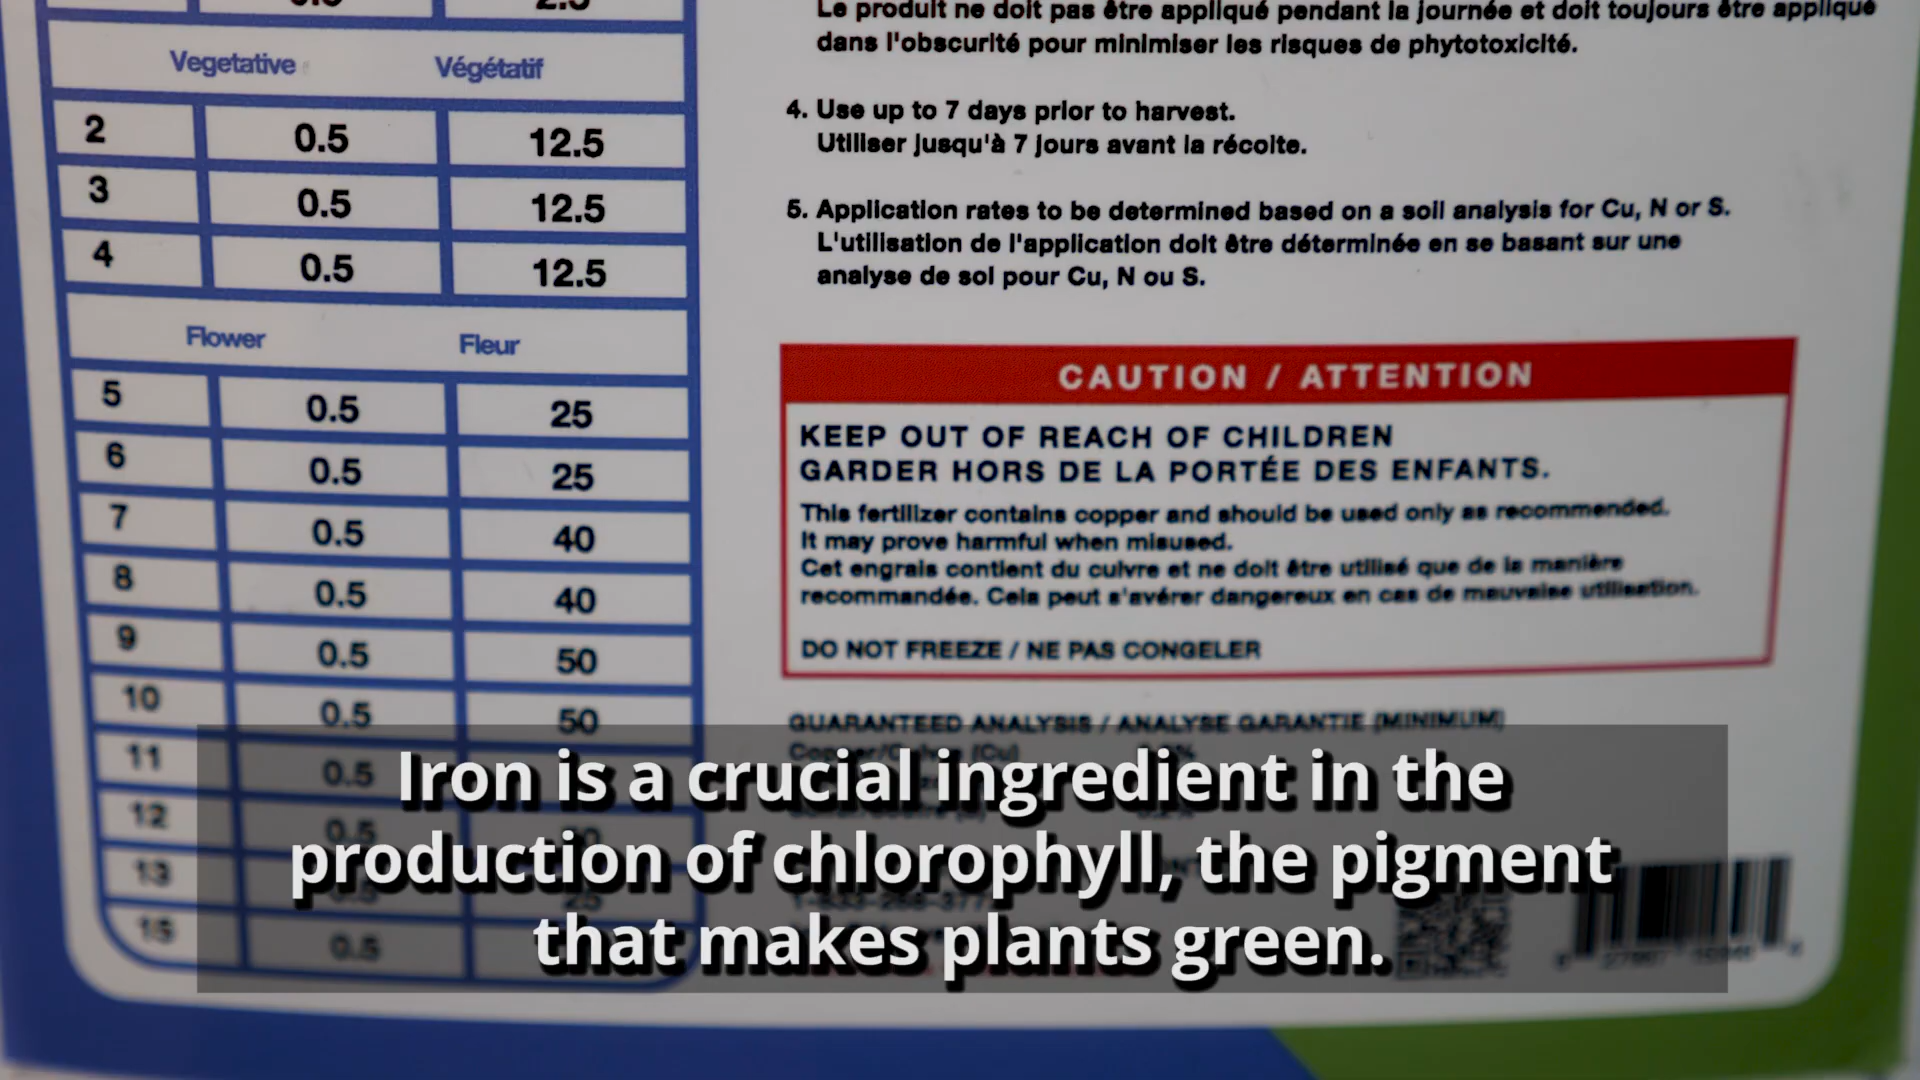 0.5 2.5
Vegetative Végétatif
2 0.5 12.5
3 0.5 12.5
4 0.5 12.5
Flower Fleur
5 0.5 25
6 0.5 25
7 0.5 40
8 0.5 40
9 0.5 50
10 0.5 50
11 0.5
12 0.5
13 0.5 25
15 0.5
Le produit ne doit pas être appliqué pendant la journée et doit toujours être appliqué
dans l'obscurité pour minimiser les risques de phytotoxicité.
4. Use up to 7 days prior to harvest.
Utiliser jusqu'à 7 jours avant la récolte.
5. Application rates to be determined based on a soil analysis for Cu, N or S.
L'utilisation de l'application doit être déterminée en se basant sur une
analyse de sol pour Cu, N ou S.
CAUTION / ATTENTION
KEEP OUT OF REACH OF CHILDREN
GARDER HORS DE LA PORTÉE DES ENFANTS.
This fertilizer contains copper and should be used only as recommended.
It may prove harmful when misused.
Cet engrais contient du cuivre et ne doit être utilisé que de la manière
recommandée. Cela peut s'avérer dangereux en cas de mauvaise utilisation.
DO NOT FREEZE / NE PAS CONGELER
GUARANTEED ANALYSIS / ANALYSE GARANTIE (MINIMUM)
Iron is a crucial ingredient in the
production of chlorophyll, the pigment
that makes plants green.